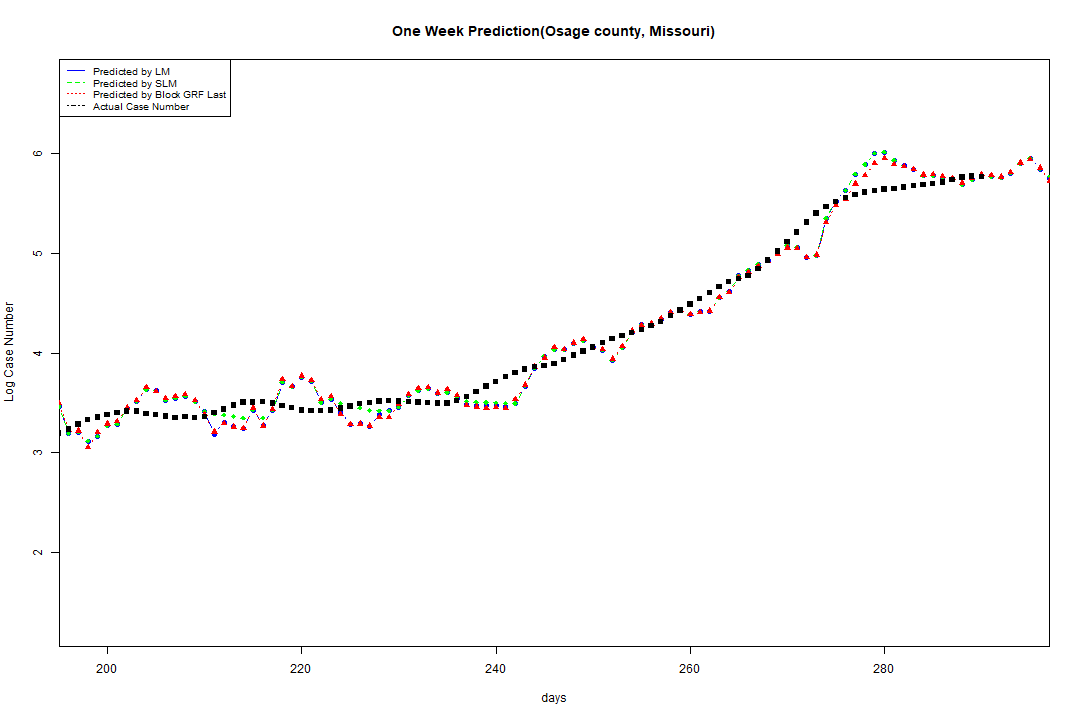 One Week Prediction(Osage county, Missouri)
Predicted by LM
Predicted by SLM
Predicted by Block GRF Last
Actual Case Number
6
5
4
3
2
Log Case Number
200 220 240 260 280
days